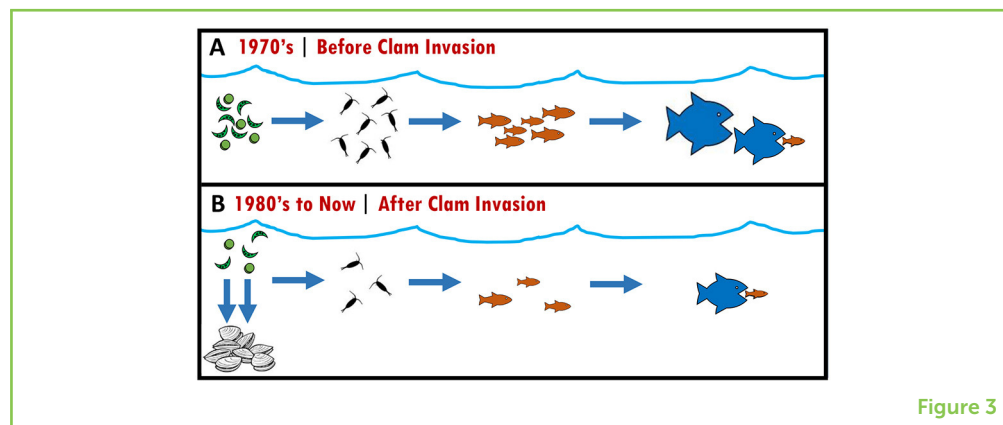 A 1970's | Before Clam Invasion
B 1980's to Now | After Clam Invasion
Figure 3